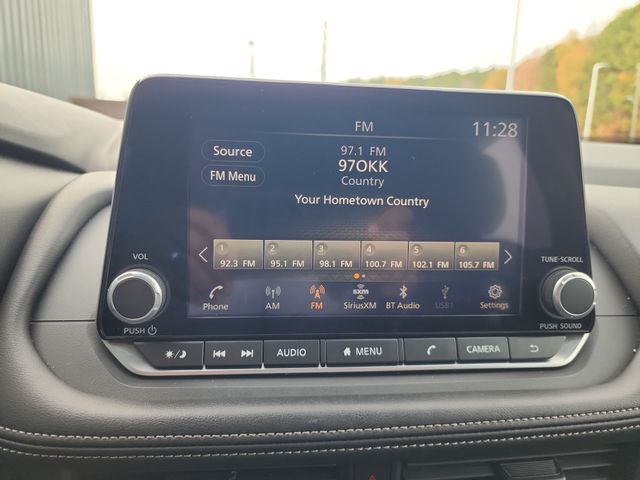 FM
11:28
Source
97.1 FM
FM Menu
97OKK
Country
Your Hometown Country
1 2 3 4 5 6
92.3 FM 95.1 FM 98.1 FM 100.7 FM 102.1 FM 105.7 FM
VOL
TUNE·SCROLL
sxm
Phone AM FM SiriusXM BT Audio USB1 Settings
PUSH
PUSH SOUND
AUDIO MENU CAMERA